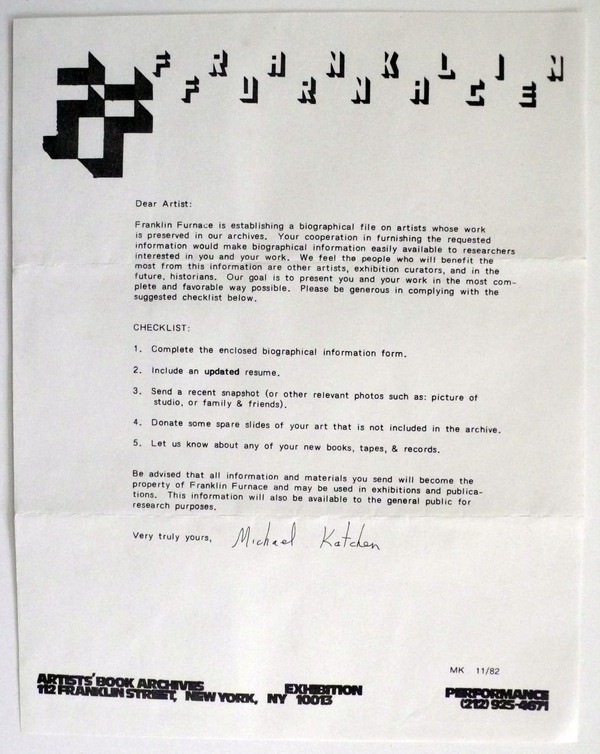 FRANKLIN
FURNACE
Dear Artist:
Franklin Furnace is establishing a biographical file on artists whose work
is preserved in our archives. Your cooperation in furnishing the requested
information would make biographical information easily available to researchers
interested in you and your work. We feel the people who will benefit the
most from this information are other artists, exhibition curators, and in the
future, historians. Our goal is to present you and your work in the most com-
plete and favorable way possible. Please be generous in complying with the
suggested checklist below.
CHECKLIST:
1. Complete the enclosed biographical information form.
2. Include an updated resume.
3. Send a recent snapshot (or other relevant photos such as: picture of
studio, or family & friends).
4. Donate some spare slides of your art that is not included in the archive.
5. Let us know about any of your new books, tapes, & records.
Be advised that all information and materials you send will become the
property of Franklin Furnace and may be used in exhibitions and publica-
tions. This information will also be available to the general public for
research purposes.
Very truly yours, Michael Katchen
MK 11/82
ARTISTS' BOOK ARCHIVES EXHIBITION PERFORMANCE
112 FRANKLIN STREET, NEW YORK, NY 10013 (212) 925-4671